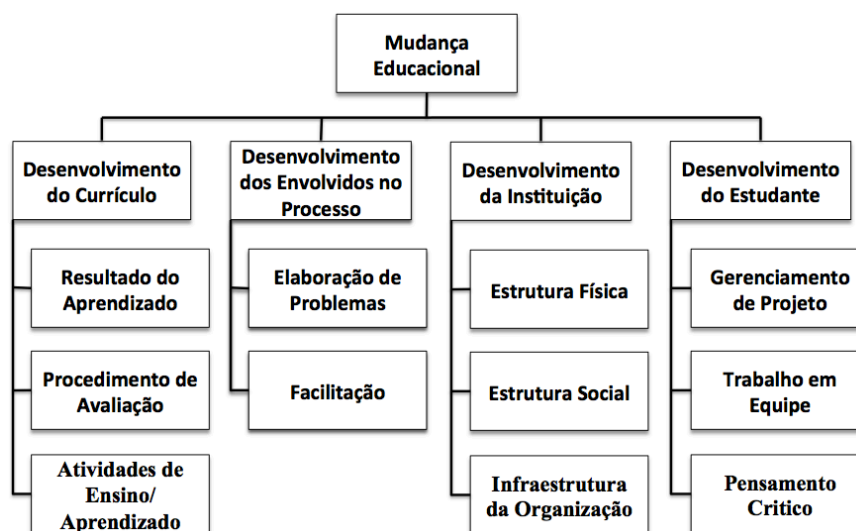 Mudança
Educacional
Desenvolvimento
do Currículo
Desenvolvimento
dos Envolvidos no
Processo
Desenvolvimento
da Instituição
Desenvolvimento
do Estudante
Resultado do
Aprendizado
Elaboração de
Problemas
Estrutura Física
Gerenciamento
de Projeto
Procedimento de
Avaliação
Facilitação
Estrutura Social
Trabalho em
Equipe
Atividades de
Ensino/
Aprendizado
Infraestrutura
da Organização
Pensamento
Critico